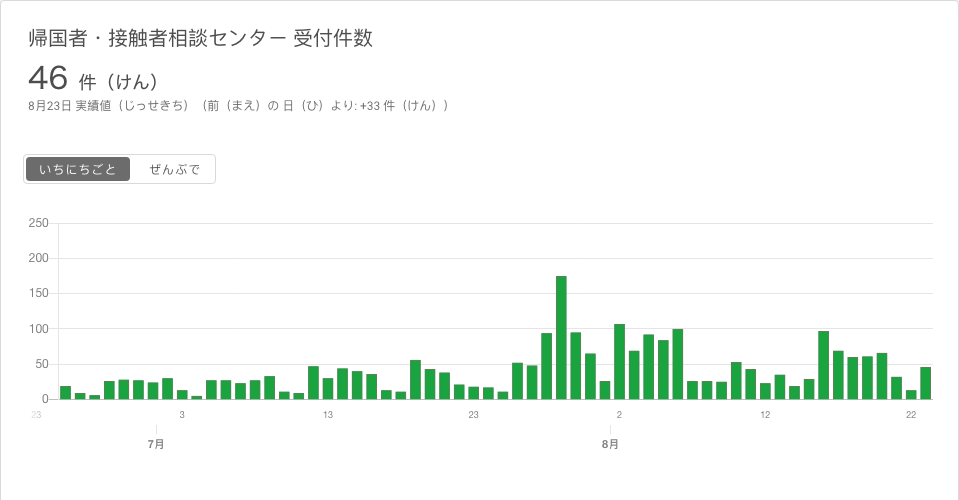 帰国者・接触者相談センター 受付件数
46 件（けん）
8月23日 実績値（じっせきち）（前（まえ）の 日（ひ）より: +33 件（けん））
いちにちごと ぜんぶで
250
200
150
100
50
0
23 3 13 23 2 12 22
7月 8月